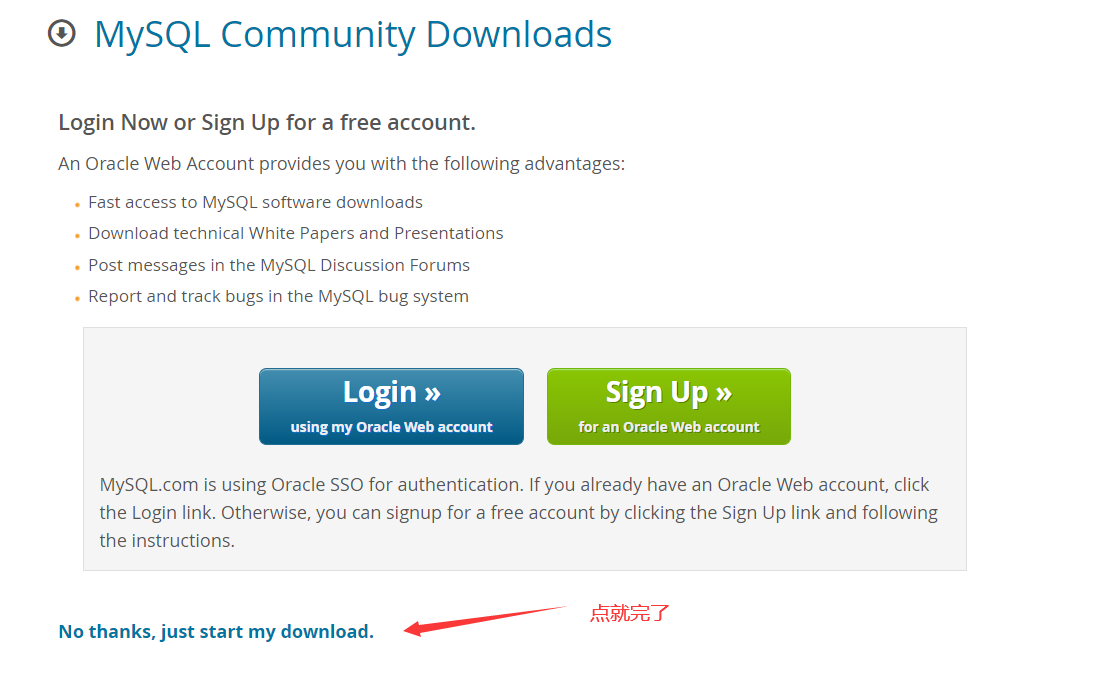 MySQL Community Downloads
Login Now or Sign Up for a free account.
An Oracle Web Account provides you with the following advantages:
Fast access to MySQL software downloads
Download technical White Papers and Presentations
Post messages in the MySQL Discussion Forums
Report and track bugs in the MySQL bug system
Login »
using my Oracle Web account
Sign Up »
for an Oracle Web account
MySQL.com is using Oracle SSO for authentication. If you already have an Oracle Web account, click
the Login link. Otherwise, you can signup for a free account by clicking the Sign Up link and following
the instructions.
点就完了
No thanks, just start my download.